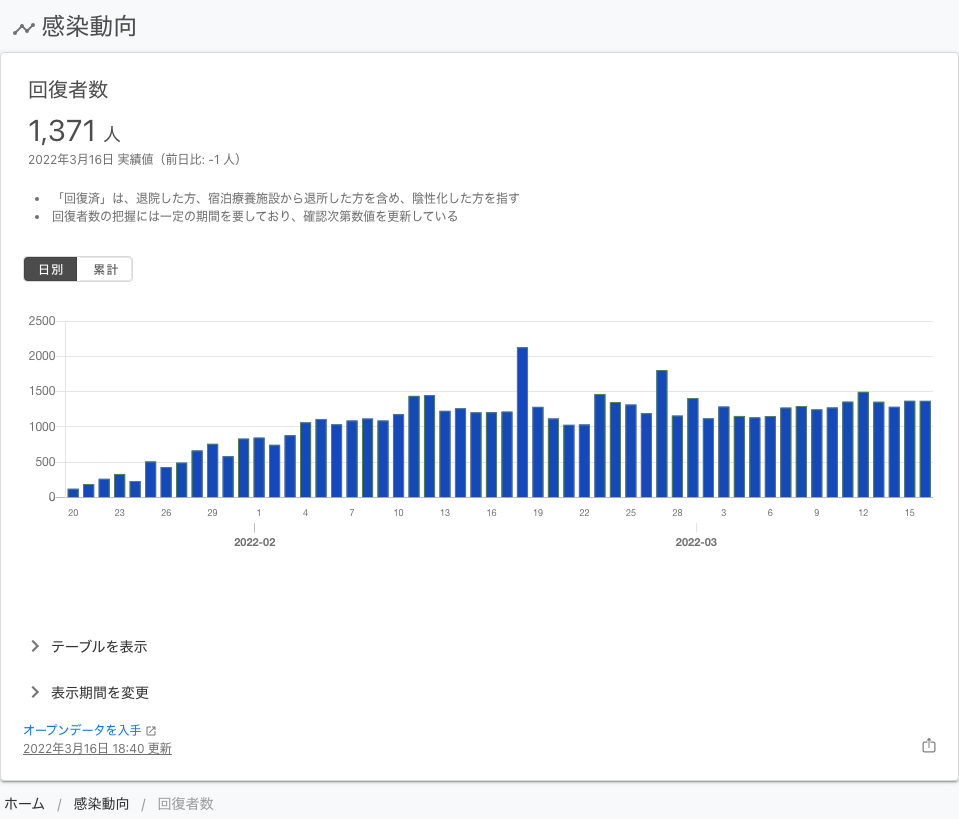 感染動向
回復者数
1,371 人
2022年3月16日 実績値（前日比: -1 人）
• 「回復済」は、退院した方、宿泊療養施設から退所した方を含め、陰性化した方を指す
• 回復者数の把握には一定の期間を要しており、確認次第数値を更新している
日別 累計
2500
2000
1500
1000
500
0
20 23 26 29 1 4 7 10 13 16 19 22 25 28 3 6 9 12 15
2022-02 2022-03
テーブルを表示
表示期間を変更
オープンデータを入手
2022年3月16日 18:40 更新
ホーム / 感染動向 / 回復者数